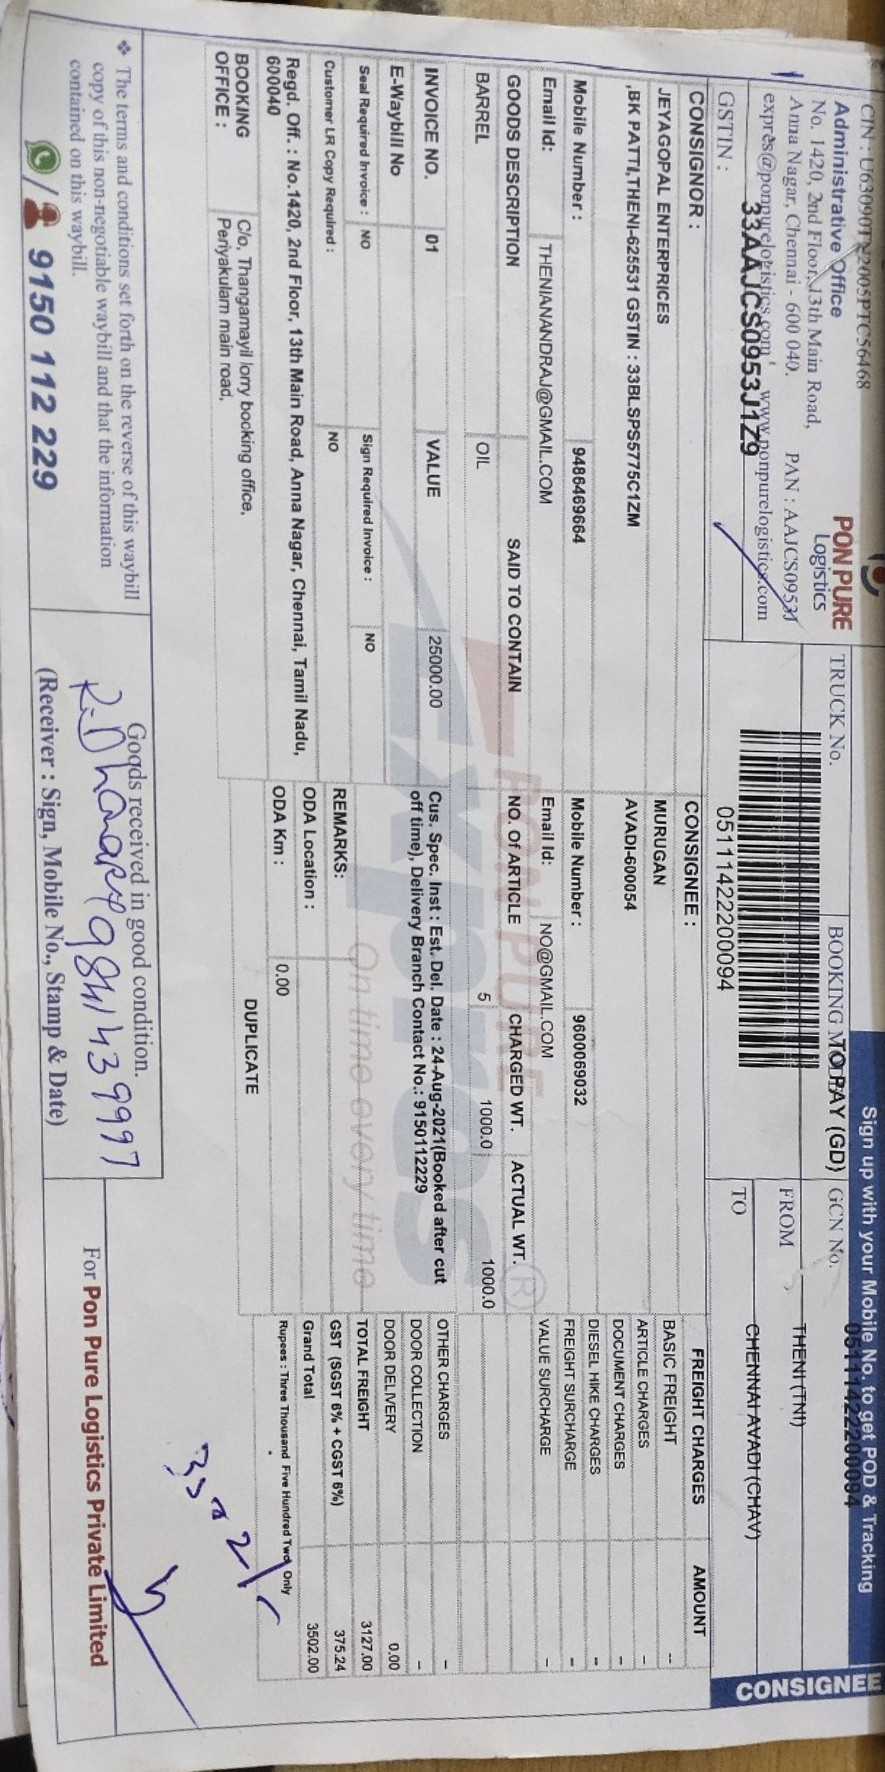 Sign up with your Mobile No. to get POD & Tracking
CONSIGNEE
CIN : U63090TN2005PTC56468
Administrative Office
No. 1420, 2nd Floor, 13th Main Road,
Anna Nagar, Chennai - 600 040. PAN : AAJCS0953J
expres@ponpurelogistics.com www.ponpurelogistics.com
GSTIN : 33AAJCS0953J1Z9
PON PURE
Logistics
TRUCK No.
BOOKING
TO PAY (GD)
GCN No.
05111422200094
05111422200094
FROM THENI (TNI)
TO CHENNAI AVADI (CHAV)
CONSIGNOR :
JEYAGOPAL ENTERPRICES
,BK PATTI,THENI-625531 GSTIN : 33BLSPS5775C1ZM
Mobile Number : 9486469664
Email Id: THENIANANDRAJ@GMAIL.COM
CONSIGNEE :
MURUGAN
AVADI-600054
Mobile Number : 9600069032
Email Id: NO@GMAIL.COM
FREIGHT CHARGES AMOUNT
BASIC FREIGHT --
ARTICLE CHARGES --
DOCUMENT CHARGES --
DIESEL HIKE CHARGES --
FREIGHT SURCHARGE --
VALUE SURCHARGE --
GOODS DESCRIPTION SAID TO CONTAIN NO. Of ARTICLE CHARGED WT. ACTUAL WT.
BARREL OIL 5 1000.0 1000.0
INVOICE NO. 01 VALUE 25000.00
E-Waybill No
Seal Required Invoice : NO Sign Required Invoice : NO
Customer LR Copy Required : NO
Cus. Spec. Inst : Est. Del. Date : 24-Aug-2021(Booked after cut
off time), Delivery Branch Contact No.: 9150112229
REMARKS:
ODA Location :
ODA Km : 0.00
OTHER CHARGES --
DOOR COLLECTION --
DOOR DELIVERY 0.00
TOTAL FREIGHT 3127.00
GST (SGST 6% + CGST 6%) 375.24
Grand Total 3502.00
Rupees : Three Thousand Five Hundred Two Only
PON PURE
Expres
®
On time every time
Regd. Off. : No.1420, 2nd Floor, 13th Main Road, Anna Nagar, Chennai, Tamil Nadu,
600040
BOOKING
OFFICE :
C/o, Thangamayil lorry booking office,
Periyakulam main road,
DUPLICATE
3502/-
❖ The terms and conditions set forth on the reverse of this waybill
copy of this non-negotiable waybill and that the information
contained on this waybill.
/ 9150 112 229
Goods received in good condition.
9841439997
(Receiver : Sign, Mobile No., Stamp & Date)
For Pon Pure Logistics Private Limited